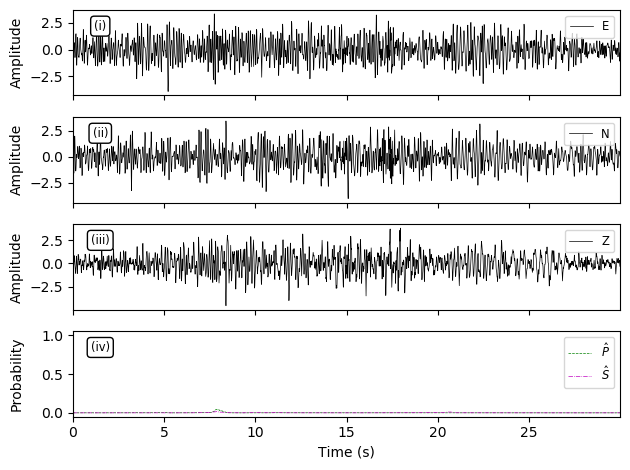 (i)
E
Amplitude
2.5
0.0
−2.5
(ii)
N
Amplitude
2.5
0.0
−2.5
(iii)
Z
Amplitude
2.5
0.0
−2.5
(iv)
P̂
Ŝ
Probability
1.0
0.5
0.0
0 5 10 15 20 25
Time (s)